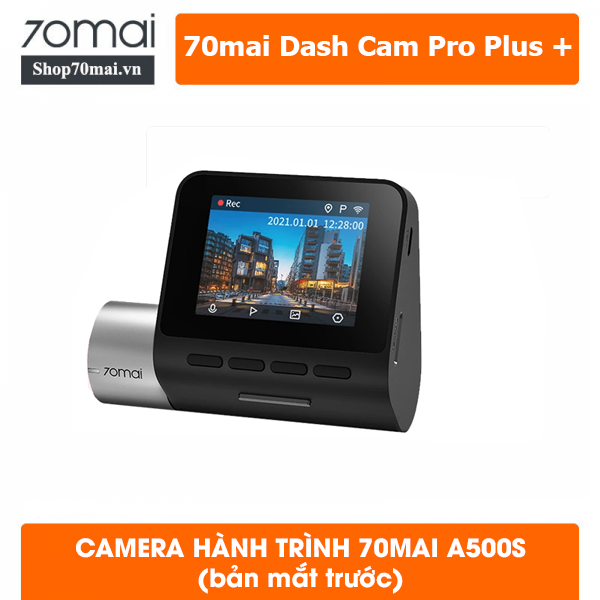 70mai
Shop70mai.vn
70mai Dash Cam Pro Plus +
Rec
P
2021.01.01 12:28:00
70mai
CAMERA HÀNH TRÌNH 70MAI A500S
(bản mắt trước)